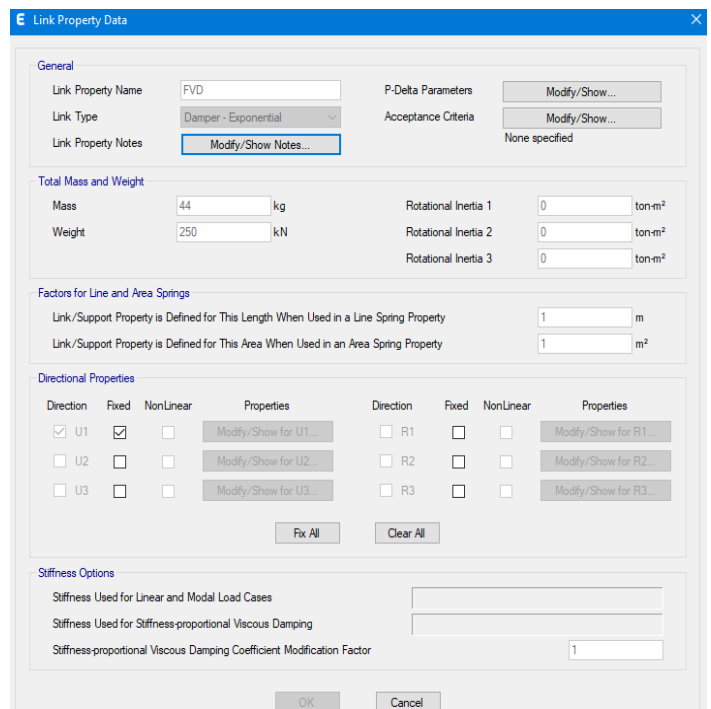 E Link Property Data
General
Link Property Name FVD P-Delta Parameters Modify/Show...
Link Type Damper - Exponential Acceptance Criteria Modify/Show...
Link Property Notes Modify/Show Notes... None specified
Total Mass and Weight
Mass 44 kg Rotational Inertia 1 0 ton-m²
Weight 250 kN Rotational Inertia 2 0 ton-m²
Rotational Inertia 3 0 ton-m²
Factors for Line and Area Springs
Link/Support Property is Defined for This Length When Used in a Line Spring Property 1 m
Link/Support Property is Defined for This Area When Used in an Area Spring Property 1 m²
Directional Properties
Direction Fixed NonLinear Properties Direction Fixed NonLinear Properties
U1 Modify/Show for U1... R1 Modify/Show for R1...
U2 Modify/Show for U2... R2 Modify/Show for R2...
U3 Modify/Show for U3... R3 Modify/Show for R3...
Fix All Clear All
Stiffness Options
Stiffness Used for Linear and Modal Load Cases
Stiffness Used for Stiffness-proportional Viscous Damping
Stiffness-proportional Viscous Damping Coefficient Modification Factor 1
OK Cancel